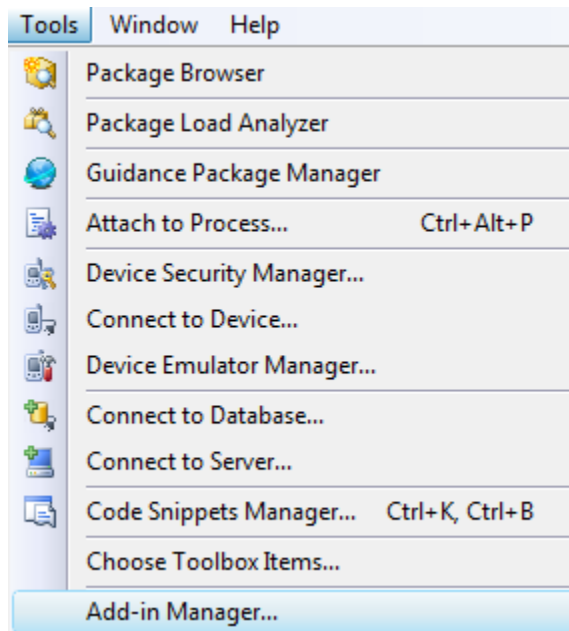 Tools Window Help
Package Browser
Package Load Analyzer
Guidance Package Manager
Attach to Process... Ctrl+Alt+P
Device Security Manager...
Connect to Device...
Device Emulator Manager...
Connect to Database...
Connect to Server...
Code Snippets Manager... Ctrl+K, Ctrl+B
Choose Toolbox Items...
Add-in Manager...